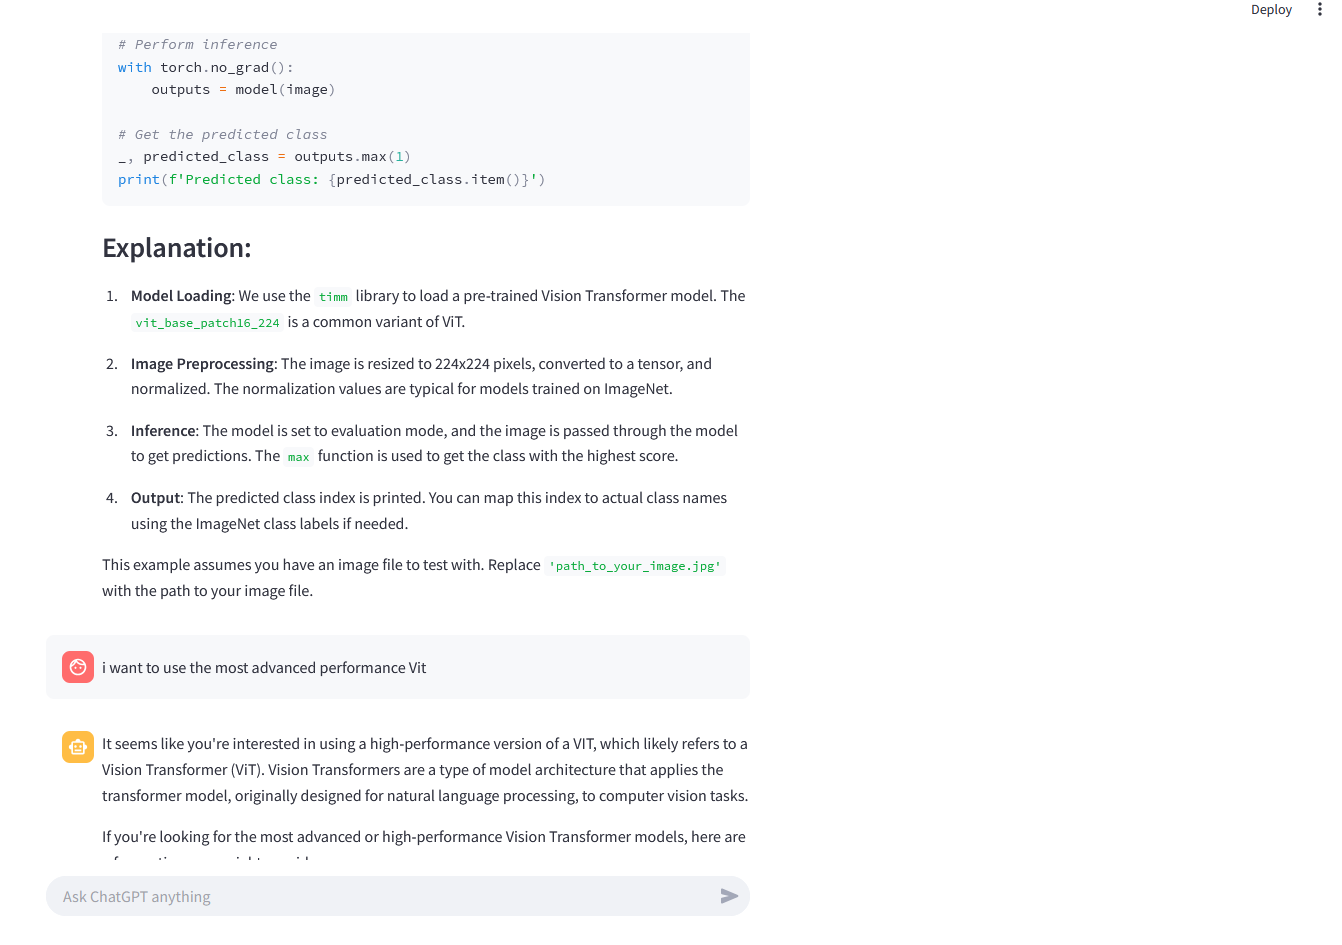 Deploy
# Perform inference
with torch.no_grad():
    outputs = model(image)
# Get the predicted class
_, predicted_class = outputs.max(1)
print(f'Predicted class: {predicted_class.item()}')
Explanation:
1. Model Loading: We use the timm library to load a pre-trained Vision Transformer model. The
vit_base_patch16_224 is a common variant of ViT.
2. Image Preprocessing: The image is resized to 224x224 pixels, converted to a tensor, and
normalized. The normalization values are typical for models trained on ImageNet.
3. Inference: The model is set to evaluation mode, and the image is passed through the model
to get predictions. The max function is used to get the class with the highest score.
4. Output: The predicted class index is printed. You can map this index to actual class names
using the ImageNet class labels if needed.
This example assumes you have an image file to test with. Replace 'path_to_your_image.jpg'
with the path to your image file.
i want to use the most advanced performance Vit
It seems like you're interested in using a high-performance version of a VIT, which likely refers to a
Vision Transformer (ViT). Vision Transformers are a type of model architecture that applies the
transformer model, originally designed for natural language processing, to computer vision tasks.
If you're looking for the most advanced or high-performance Vision Transformer models, here are
Ask ChatGPT anything